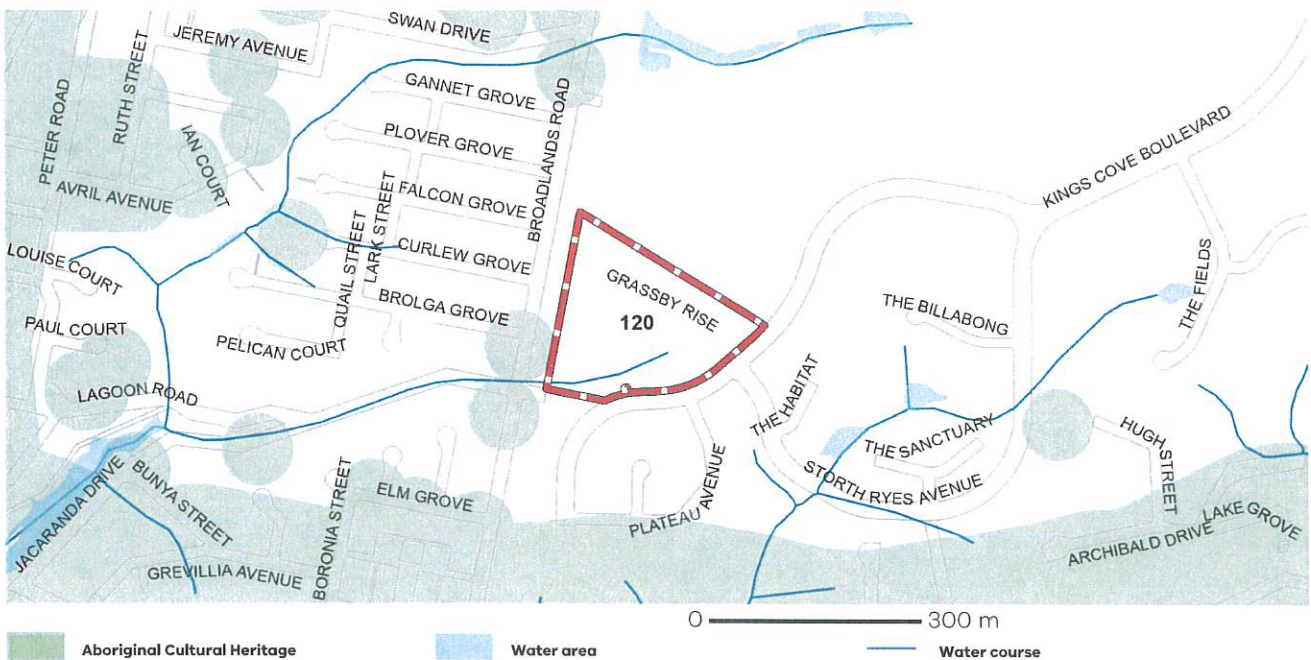 SWAN DRIVE
JEREMY AVENUE
RUTH STREET
PETER ROAD
IAN COURT
AVRIL AVENUE
GANNET GROVE
PLOVER GROVE
FALCON GROVE
CURLEW GROVE
BROLGA GROVE
BROADLANDS ROAD
LARK STREET
QUAIL STREET
PELICAN COURT
LOUISE COURT
PAUL COURT
LAGOON ROAD
GRASSBY RISE
120
KINGS COVE BOULEVARD
THE FIELDS
THE BILLABONG
THE HABITAT
THE SANCTUARY
STORTH RYES AVENUE
PLATEAU AVENUE
HUGH STREET
LAKE GROVE
ARCHIBALD DRIVE
ELM GROVE
BORONIA STREET
BUNYA STREET
JACARANDA DRIVE
GREVILLIA AVENUE
0 300 m
Aboriginal Cultural Heritage
Water area
Water course